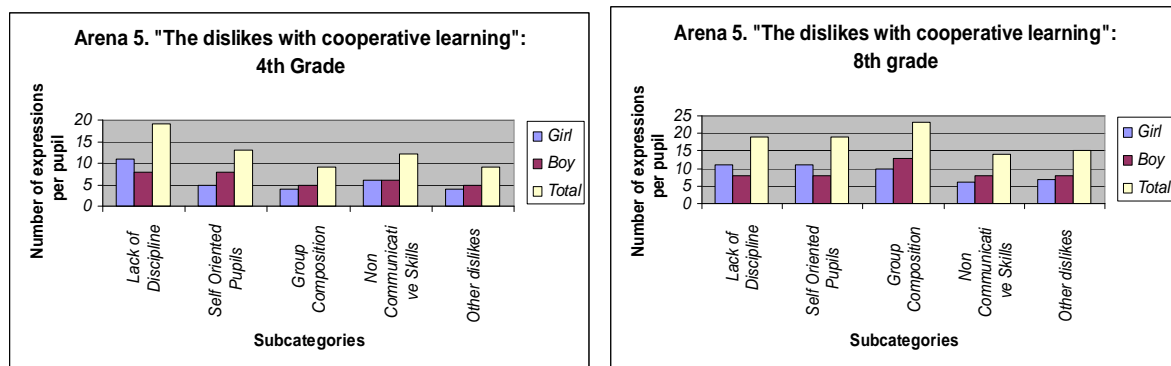 Arena 5. "The dislikes with cooperative learning":
4th Grade
Number of expressions
per pupil
20
15
10
5
0
Lack of
Discipline
Self Oriented
Pupils
Group
Composition
Non
Communicati
ve Skills
Other dislikes
Subcategories
Girl
Boy
Total
Arena 5. "The dislikes with cooperative learning":
8th grade
Number of expressions
per pupil
25
20
15
10
5
0
Lack of
Discipline
Self Oriented
Pupils
Group
Composition
Non
Communicati
ve Skills
Other dislikes
Subcategories
Girl
Boy
Total